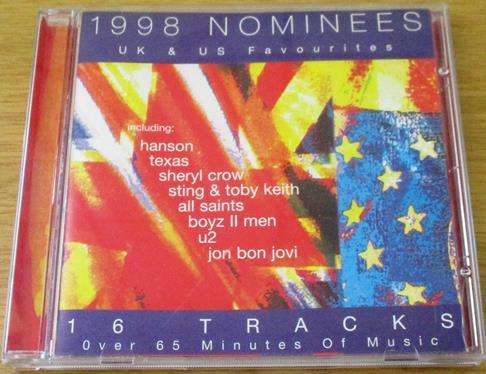 1998 NOMINEES
UK & US Favourites
including:
hanson
texas
sheryl crow
sting & toby keith
all saints
boyz II men
u2
jon bon jovi
16 TRACKS
Over 65 Minutes Of Music